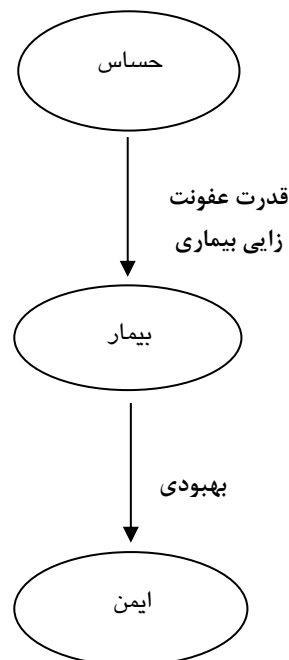 حساس
قدرت عفونت
زایی بیماری
بیمار
بهبودی
ایمن